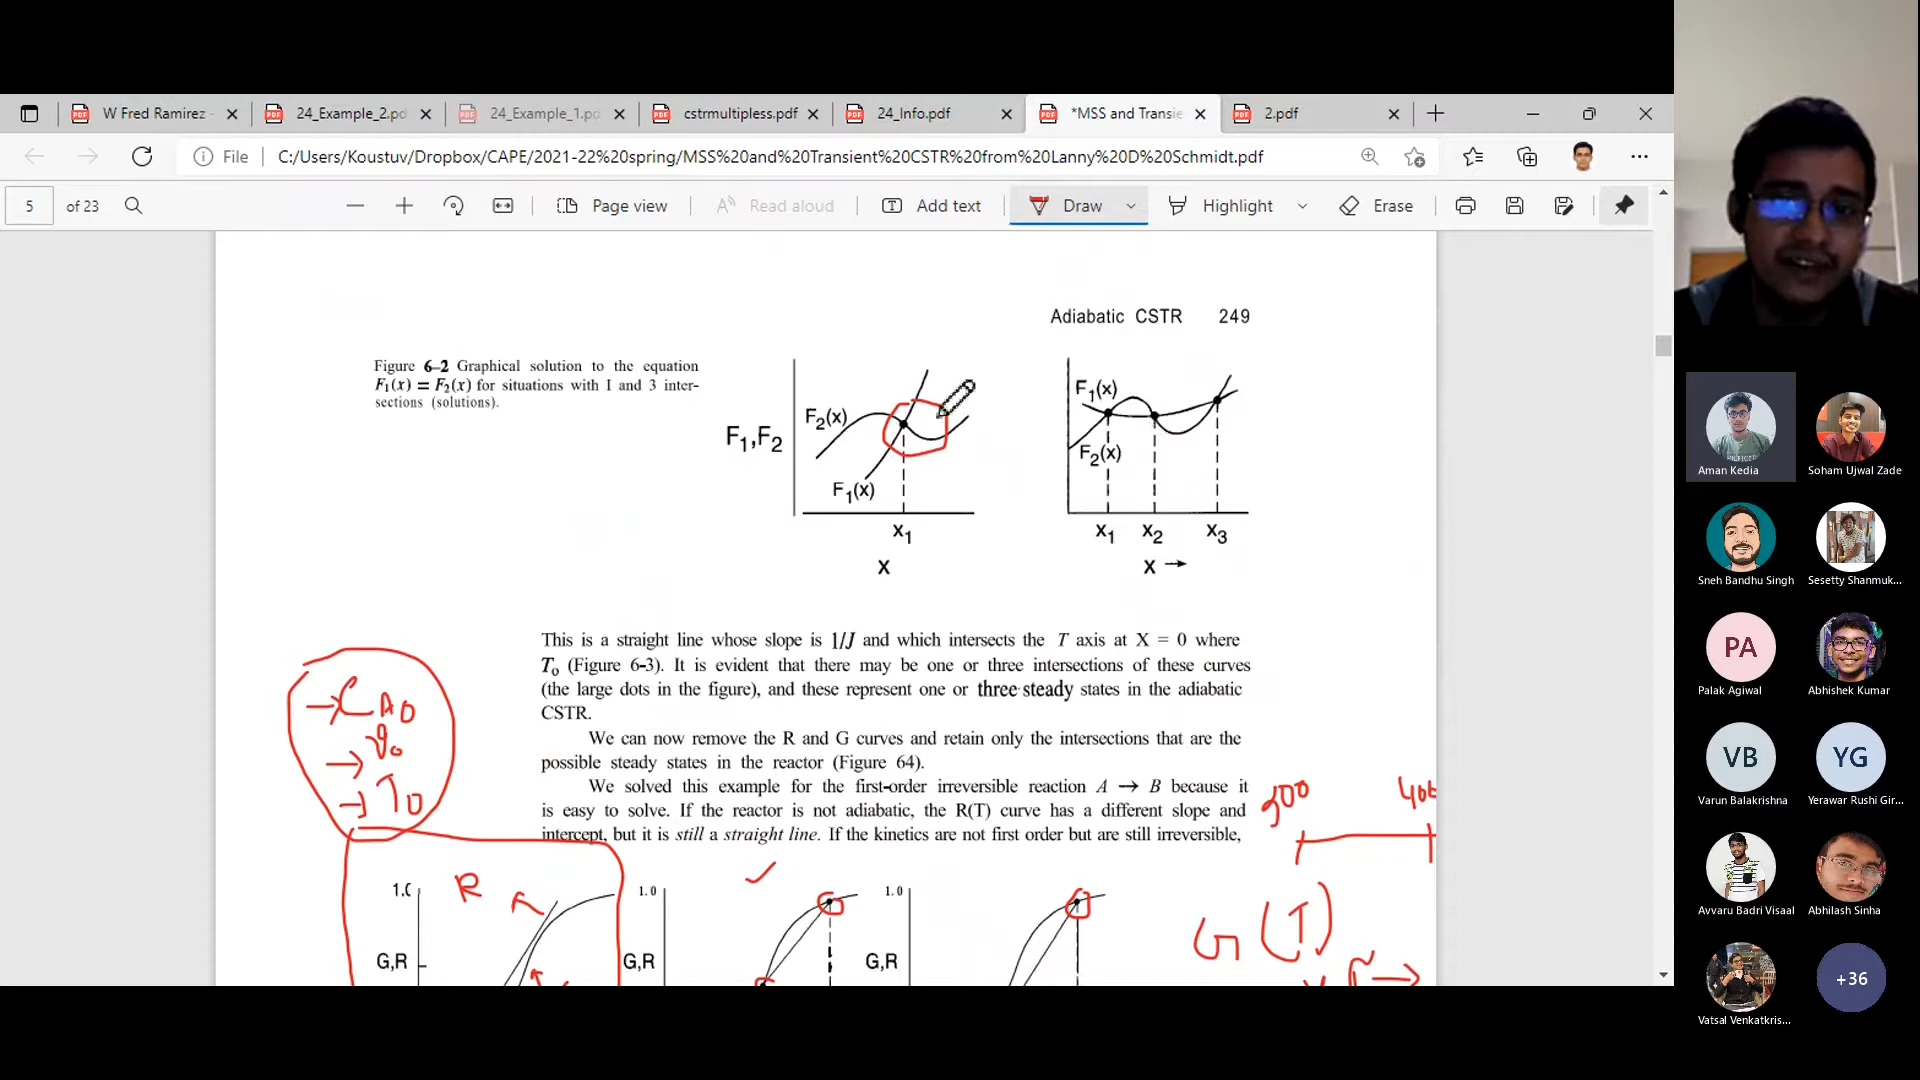 W Fred Ramirez -
24_Example_2.pd
24_Example_1.pd
cstrmultipless.pdf
24_Info.pdf
*MSS and Transie
2.pdf
File
C:/Users/Koustuv/Dropbox/CAPE/2021-22%20spring/MSS%20and%20Transient%20CSTR%20from%20Lanny%20D%20Schmidt.pdf
5
of 23
Page view
Read aloud
Add text
Draw
Highlight
Erase
Adiabatic CSTR 249
Figure 6–2 Graphical solution to the equation
F1(x) = F2(x) for situations with I and 3 inter-
sections (solutions).
F1,F2
F2(x)
F1(x)
x1
x
F1(x)
F2(x)
x1 x2 x3
x →
This is a straight line whose slope is 1/J and which intersects the T axis at X = 0 where
To (Figure 6-3). It is evident that there may be one or three intersections of these curves
(the large dots in the figure), and these represent one or three·steady states in the adiabatic
CSTR.
We can now remove the R and G curves and retain only the intersections that are the
possible steady states in the reactor (Figure 64).
We solved this example for the first-order irreversible reaction A → B because it
is easy to solve. If the reactor is not adiabatic, the R(T) curve has a different slope and
intercept, but it is still a straight line. If the kinetics are not first order but are still irreversible,
→ CAO
→ To
300
R
1.0
1.0
G,R
G,R
G,R
G (T)
Aman Kedia
Soham Ujwal Zade
Sneh Bandhu Singh
Sesetty Shanmuk...
PA
Palak Agiwal
Abhishek Kumar
VB
Varun Balakrishna
YG
Yerawar Rushi Gir...
Avvaru Badri Visaal
Abhilash Sinha
Vatsal Venkatkris...
+36